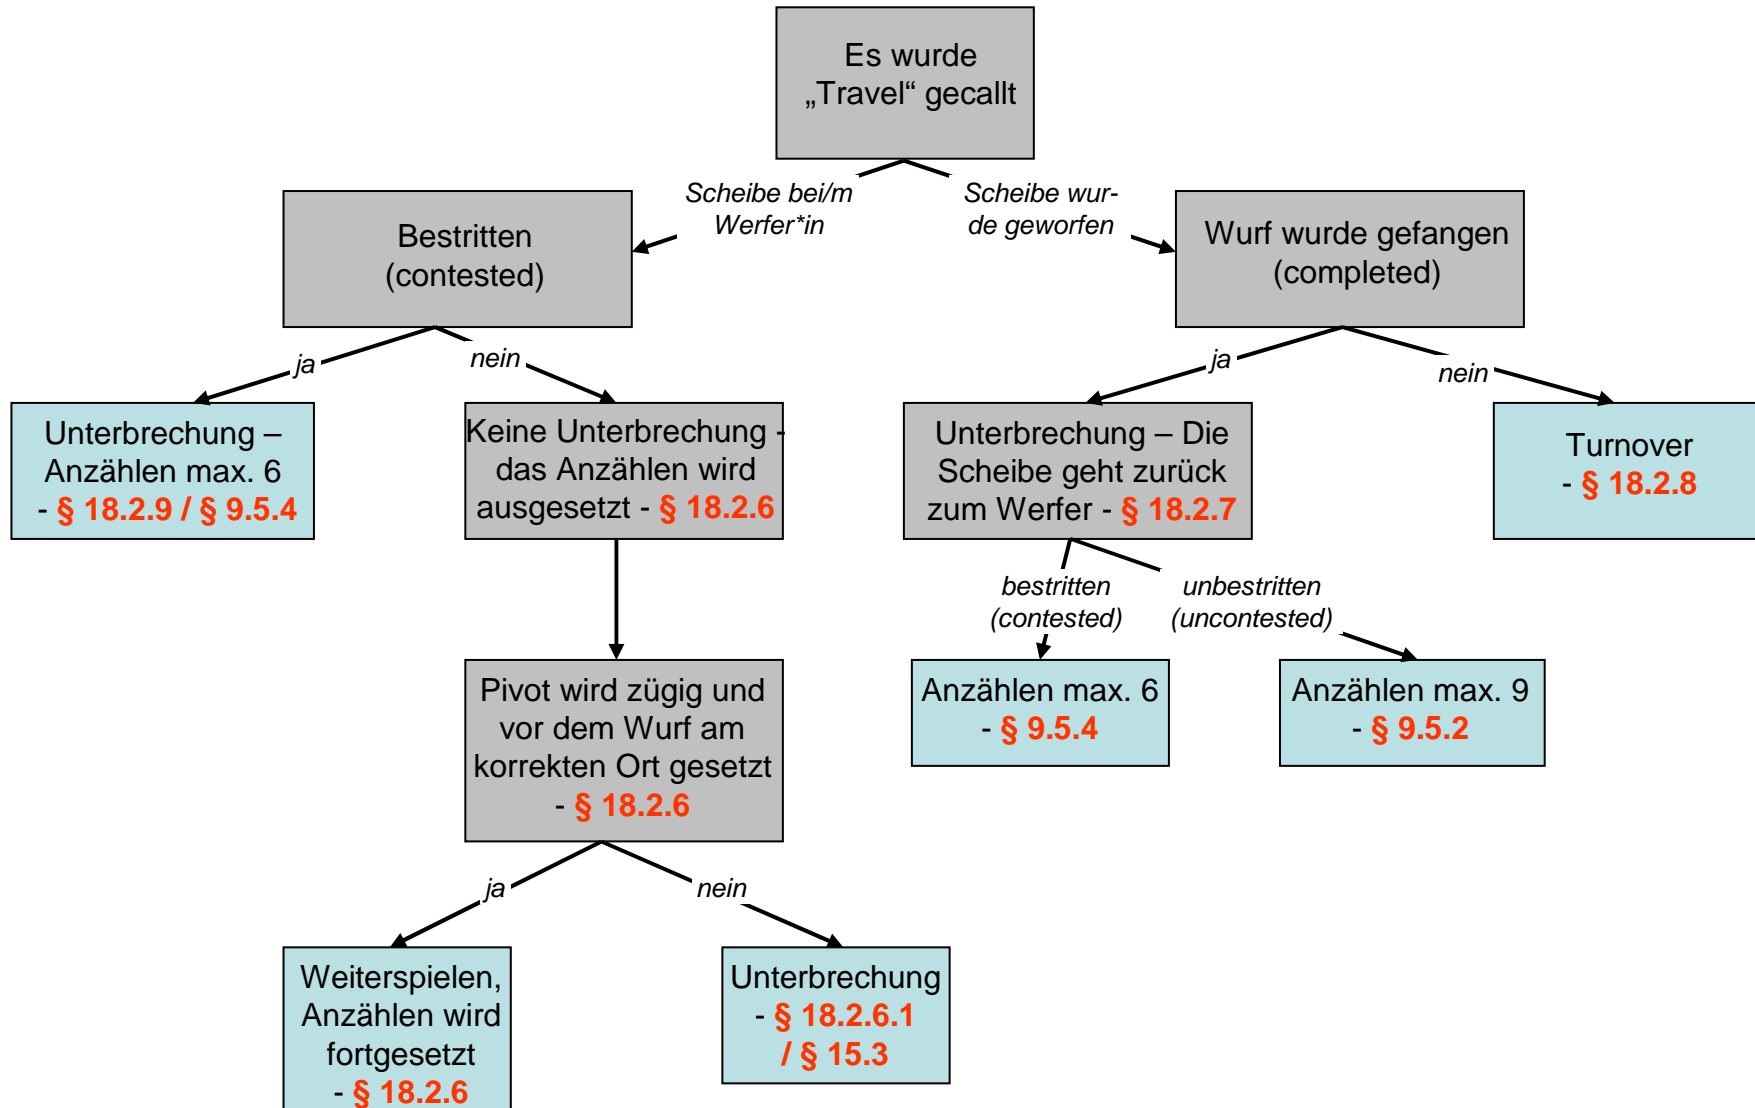 Es wurde
„Travel“ gecallt
Scheibe bei/m
Werfer*in
Scheibe wur-
de geworfen
Bestritten
(contested)
Wurf wurde gefangen
(completed)
ja
nein
ja
nein
Unterbrechung –
Anzählen max. 6
- § 18.2.9 / § 9.5.4
Keine Unterbrechung -
das Anzählen wird
ausgesetzt - § 18.2.6
Unterbrechung – Die
Scheibe geht zurück
zum Werfer - § 18.2.7
Turnover
- § 18.2.8
bestritten
(contested)
unbestritten
(uncontested)
Pivot wird zügig und
vor dem Wurf am
korrekten Ort gesetzt
- § 18.2.6
Anzählen max. 6
- § 9.5.4
Anzählen max. 9
- § 9.5.2
ja
nein
Weiterspielen,
Anzählen wird
fortgesetzt
- § 18.2.6
Unterbrechung
- § 18.2.6.1
/ § 15.3